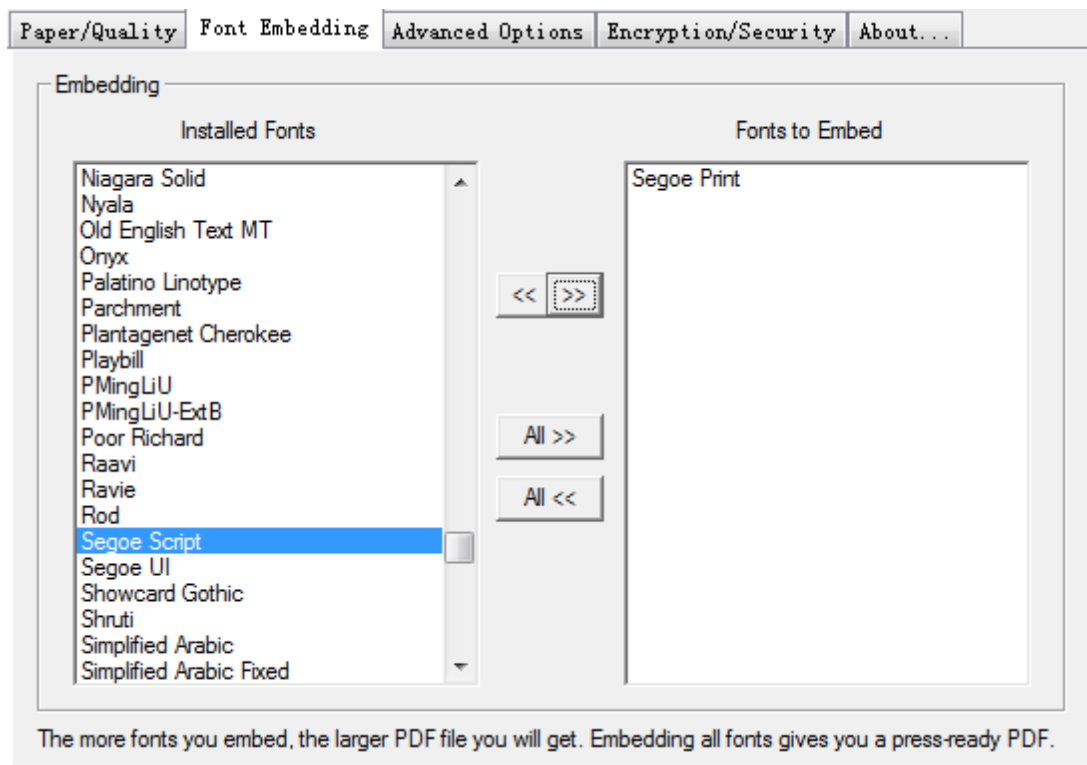 Paper/Quality Font Embedding Advanced Options Encryption/Security About...
Embedding
Installed Fonts
Niagara Solid
Nyala
Old English Text MT
Onyx
Palatino Linotype
Parchment
Plantagenet Cherokee
Playbill
PMingLiU
PMingLiU-ExtB
Poor Richard
Raavi
Ravie
Rod
Segoe Script
Segoe UI
Showcard Gothic
Shruti
Simplified Arabic
Simplified Arabic Fixed
<< >>
All >>
All <<
Fonts to Embed
Segoe Print
The more fonts you embed, the larger PDF file you will get. Embedding all fonts gives you a press-ready PDF.